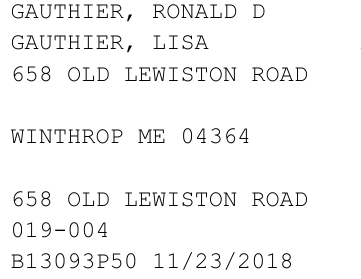 GAUTHIER, RONALD D
GAUTHIER, LISA
658 OLD LEWISTON ROAD
WINTHROP ME 04364
658 OLD LEWISTON ROAD
019-004
B13093P50 11/23/2018